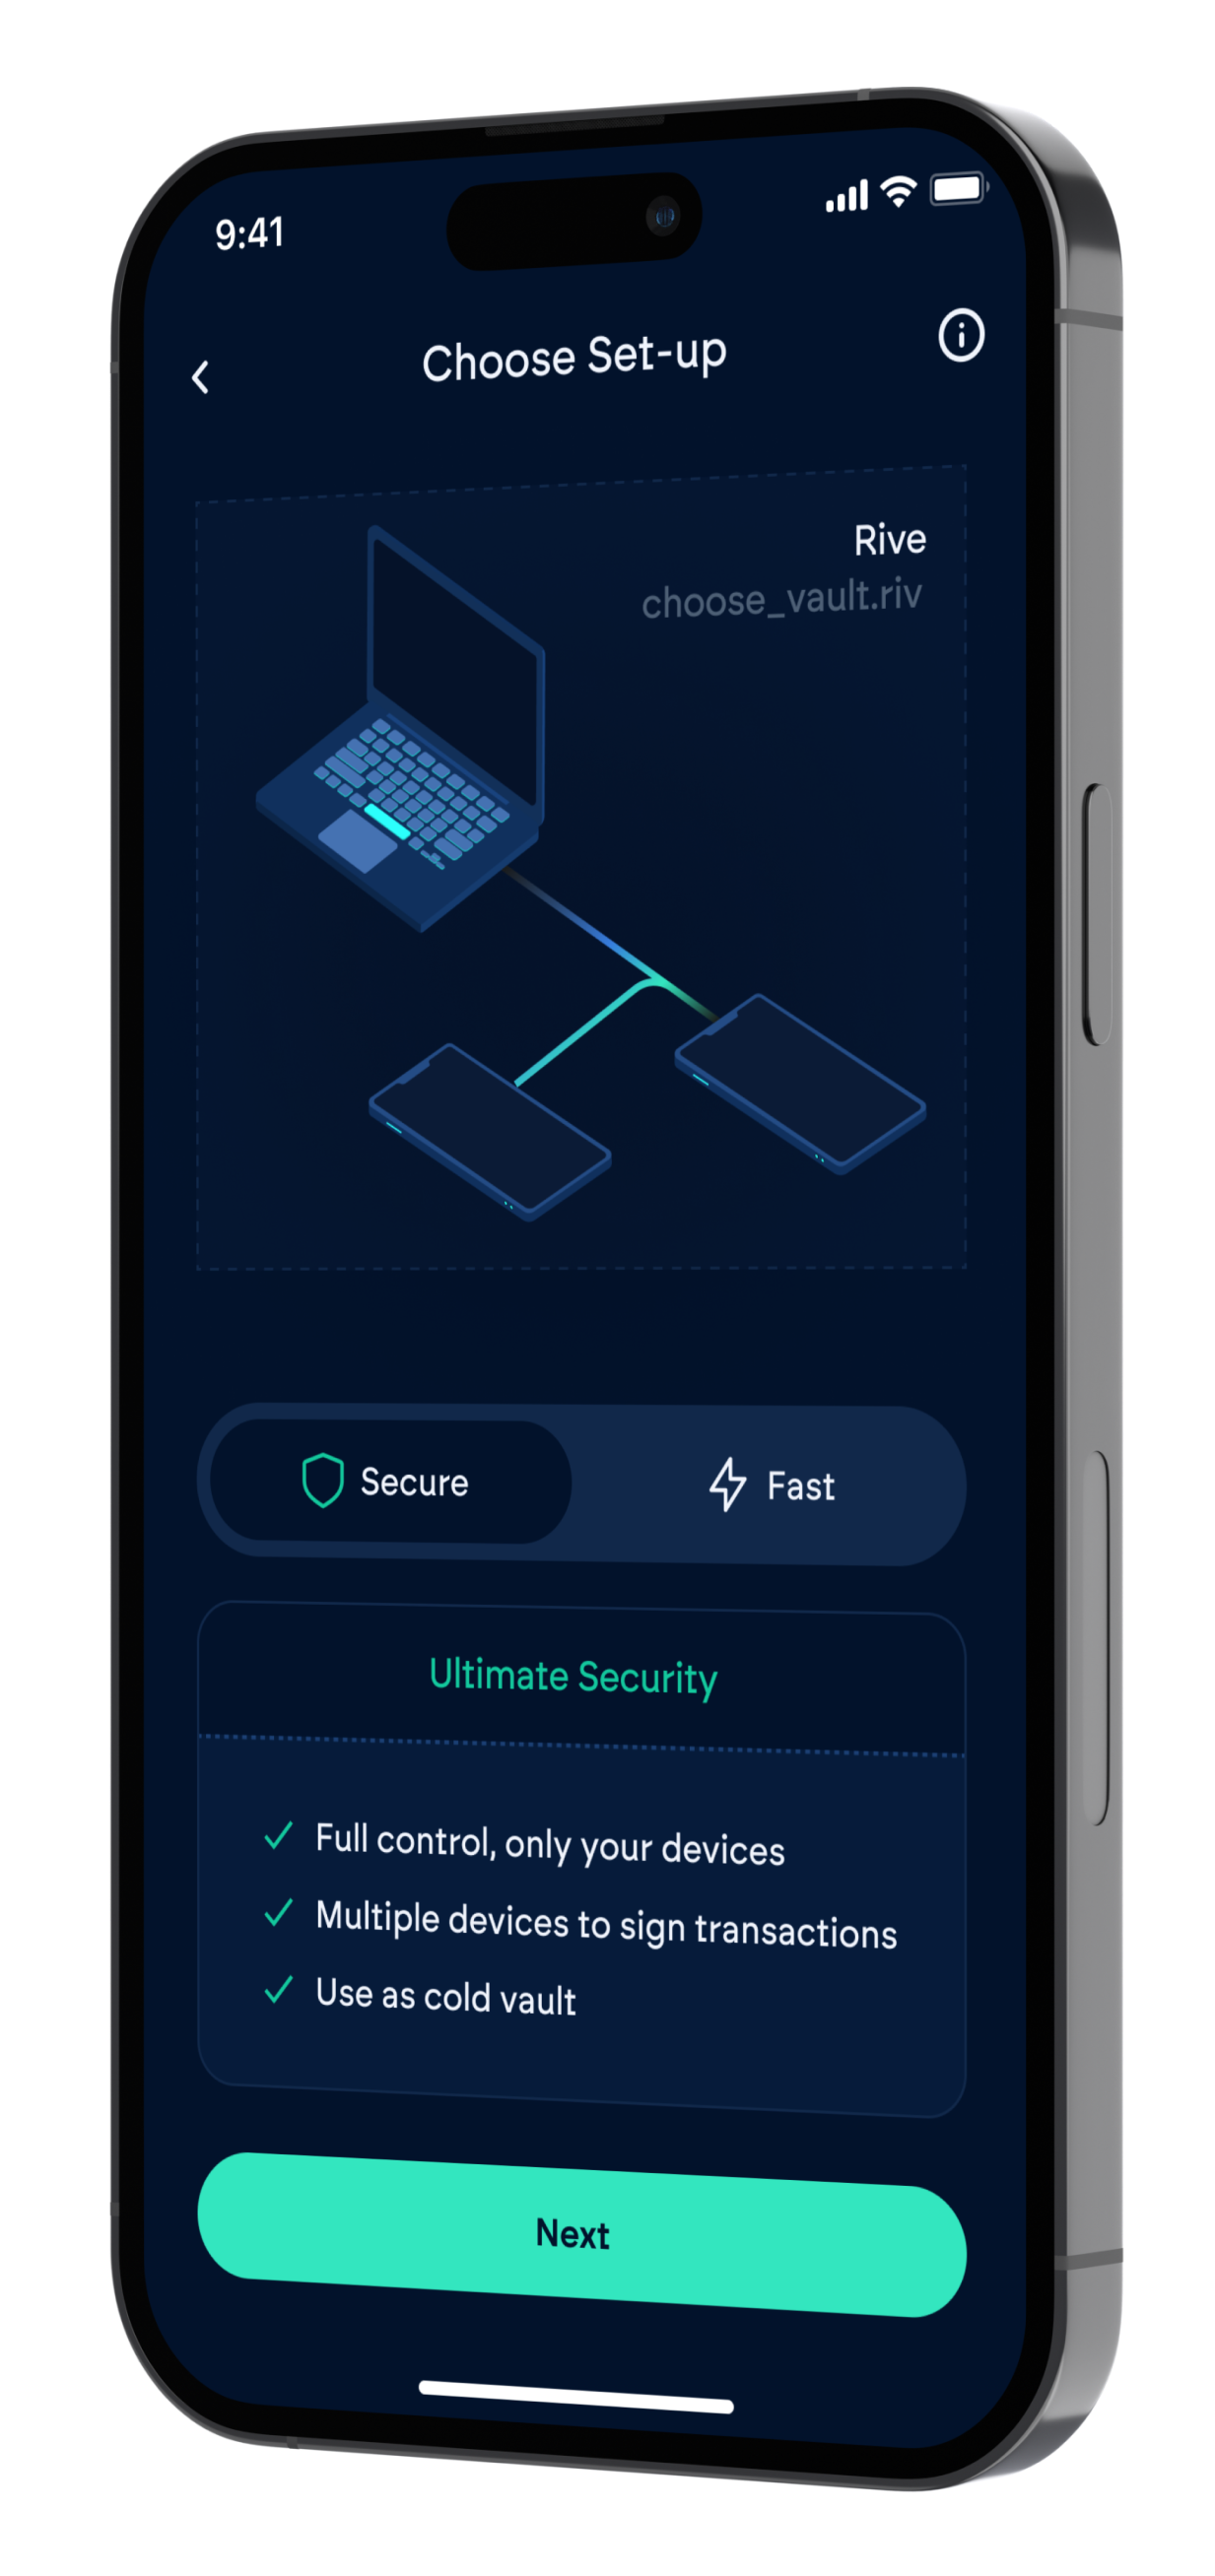 9:41
Choose Set-up
Rive
choose_vault.riv
Secure
Fast
Ultimate Security
Full control, only your devices
Multiple devices to sign transactions
Use as cold vault
Next